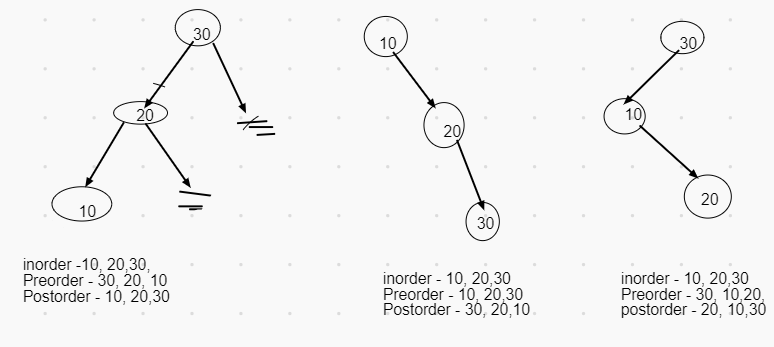 30
20
10
inorder -10, 20,30,
Preorder - 30, 20, 10
Postorder - 10, 20,30
10
20
30
inorder - 10, 20,30
Preorder - 10, 20,30
Postorder - 30, 20,10
30
10
20
inorder - 10, 20,30
Preorder - 30, 10,20,
postorder - 20, 10,30